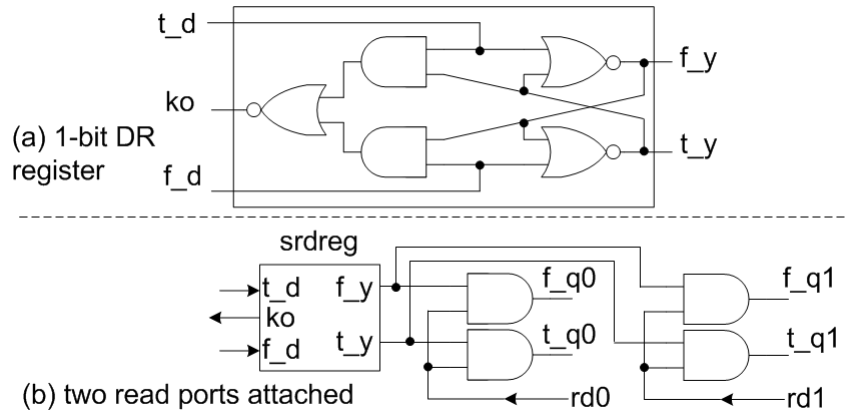 t_d
f_y
ko
(a) 1-bit DR
register
t_y
f_d
srdreg
f_q0
f_q1
t_d f_y
ko
t_q0
t_q1
f_d t_y
(b) two read ports attached
rd0
rd1